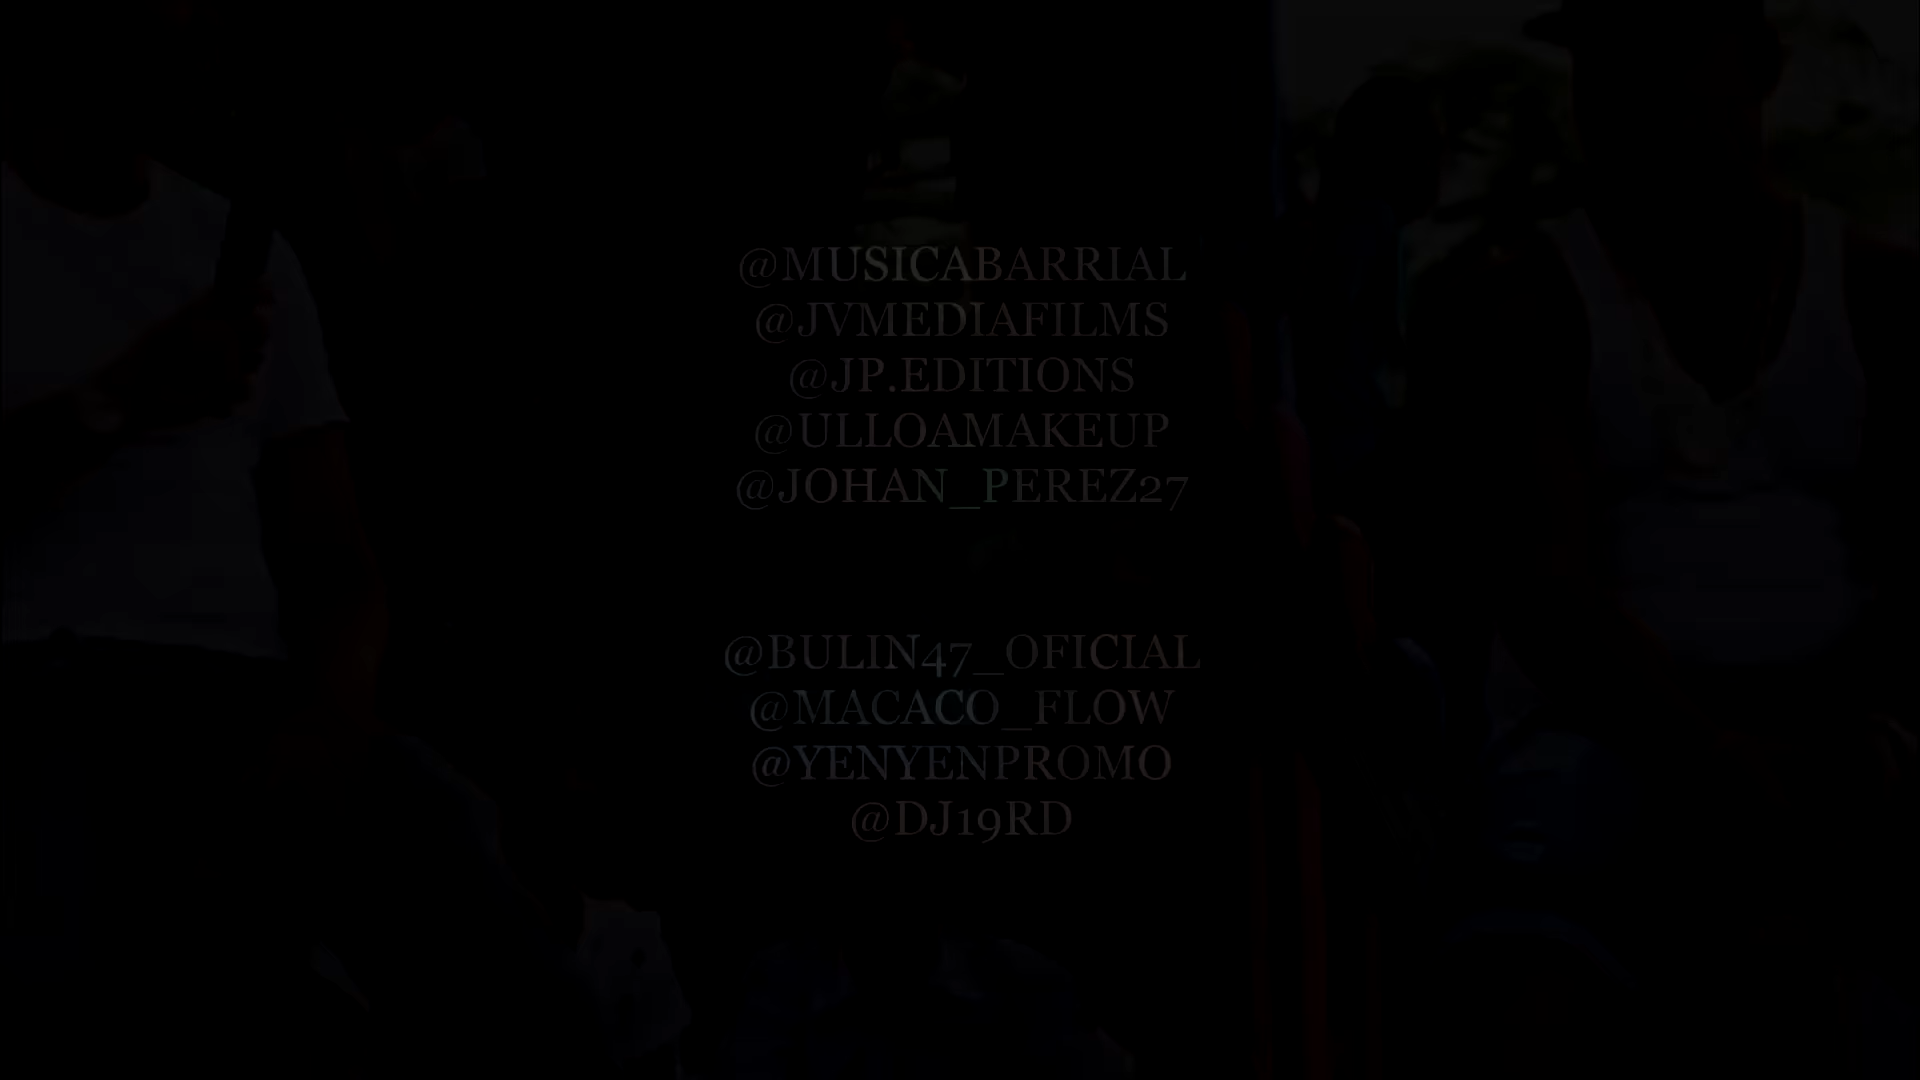 @MUSICABARRIAL
@JVMEDIAFILMS
@JP.EDITIONS
@ULLOAMAKEUP
@JOHAN_PEREZ27
@BULIN47_OFICIAL
@MACACO_FLOW
@YENYENPROMO
@DJ19RD